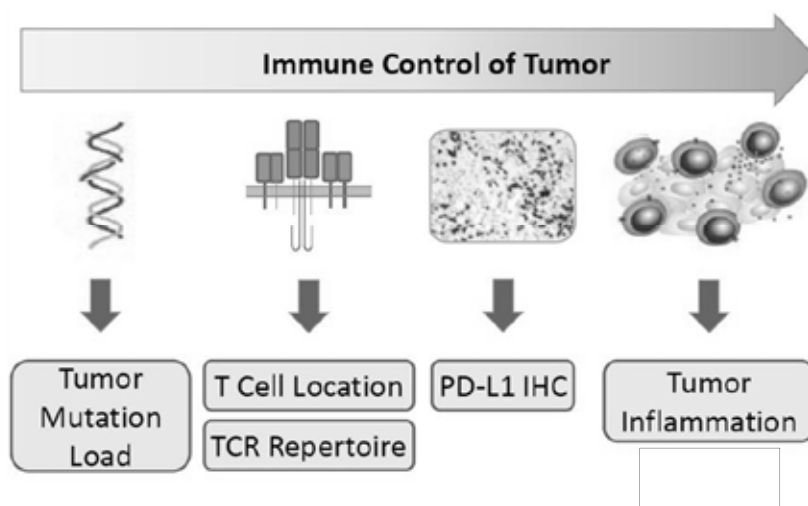 Immune Control of Tumor
Tumor
Mutation
Load
T Cell Location
TCR Repertoire
PD-L1 IHC
Tumor
Inflammation